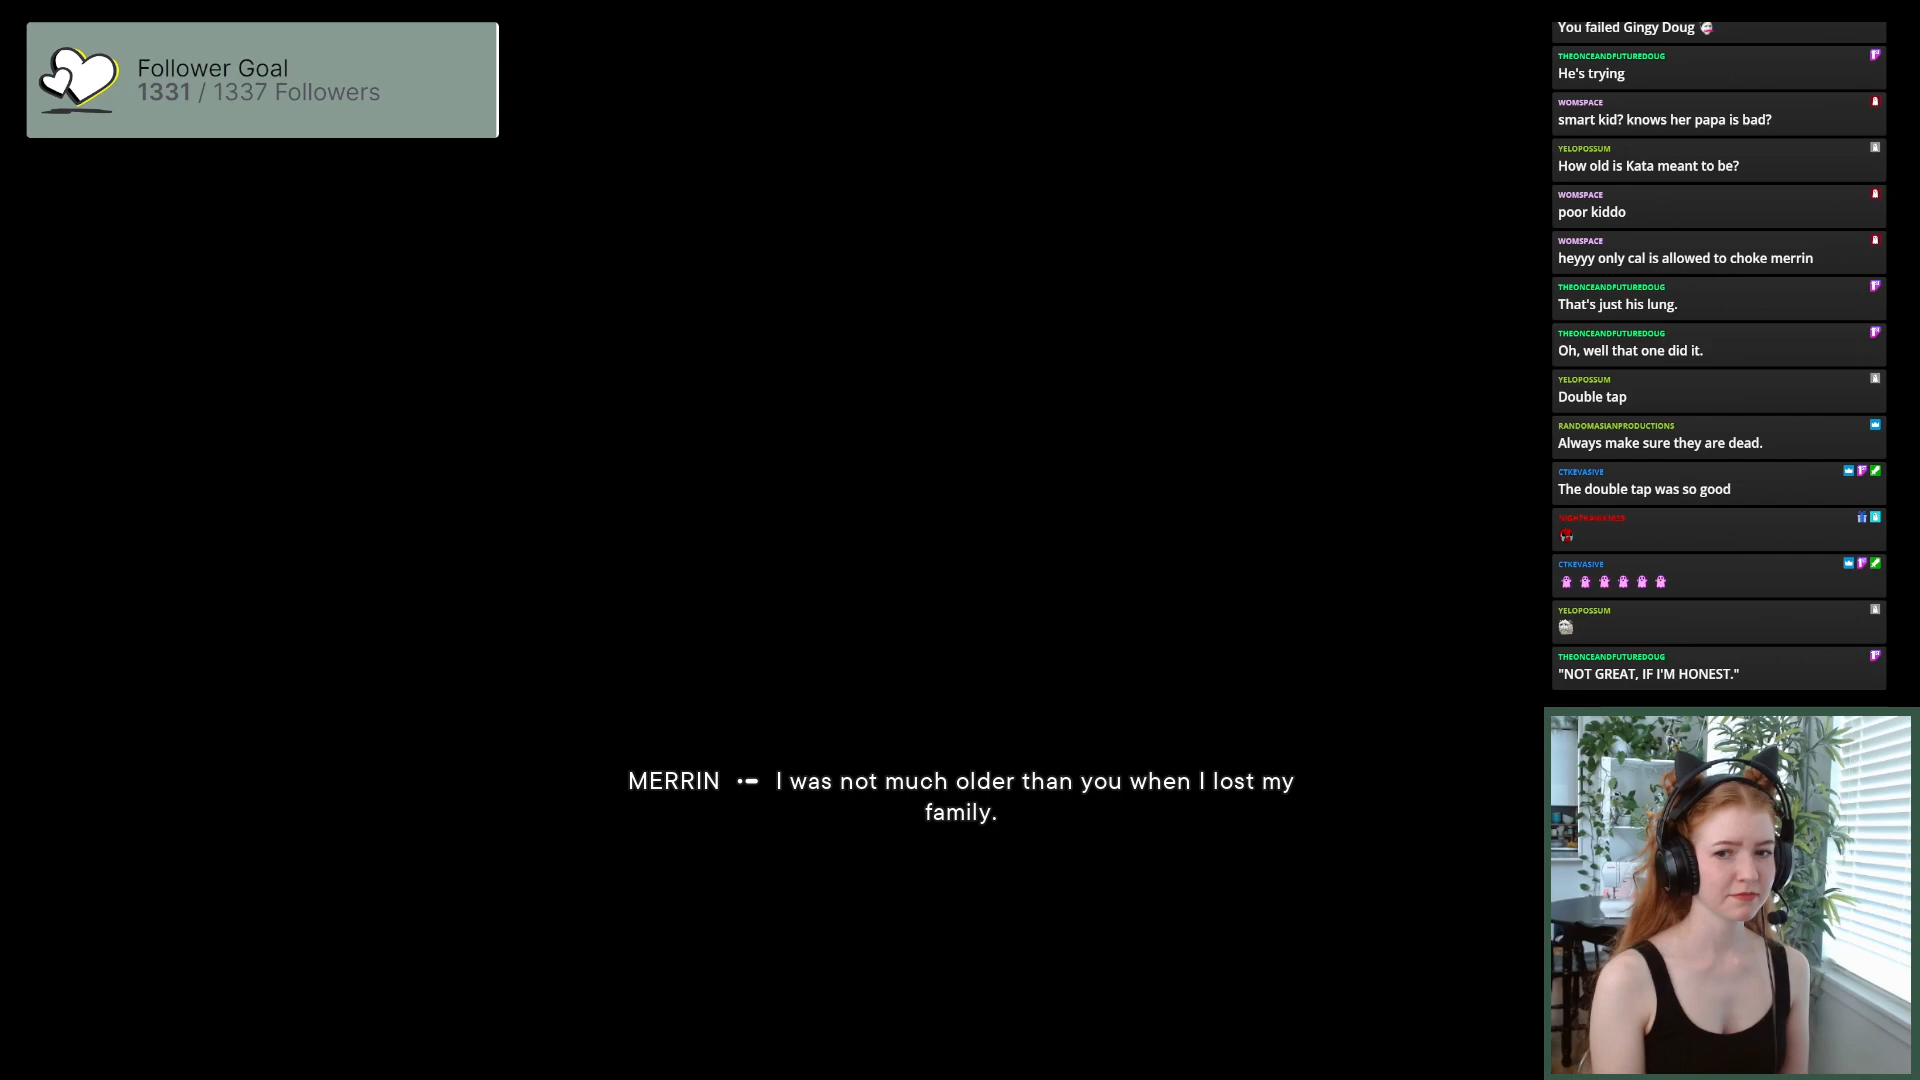 Follower Goal
1331 / 1337 Followers
You failed Gingy Doug
THEONCEANDFUTUREDOUG
He's trying
WOMSPACE
smart kid? knows her papa is bad?
YELOPOSSUM
How old is Kata meant to be?
WOMSPACE
poor kiddo
WOMSPACE
heyyy only cal is allowed to choke merrin
THEONCEANDFUTUREDOUG
That's just his lung.
THEONCEANDFUTUREDOUG
Oh, well that one did it.
YELOPOSSUM
Double tap
RANDOMASIANPRODUCTIONS
Always make sure they are dead.
CTKEVASIVE
The double tap was so good
CTKEVASIVE
YELOPOSSUM
THEONCEANDFUTUREDOUG
"NOT GREAT, IF I'M HONEST."
MERRIN •– I was not much older than you when I lost my
family.